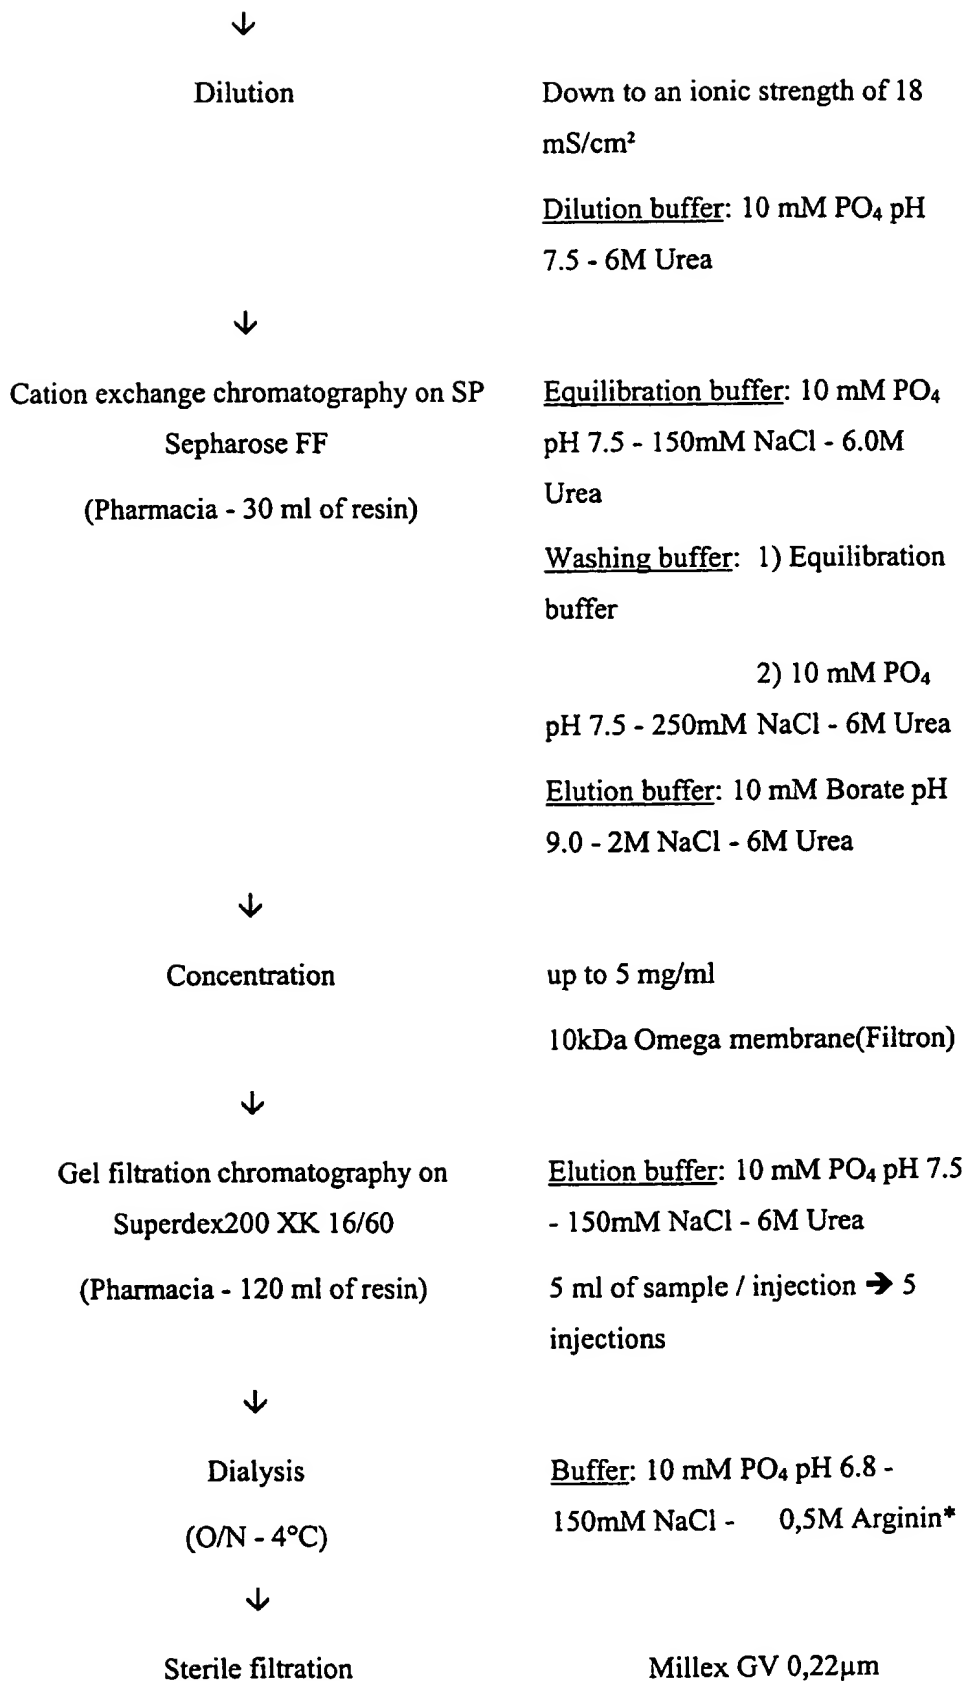 ↓
Dilution
Down to an ionic strength of 18
mS/cm²
Dilution buffer: 10 mM PO₄ pH
7.5 - 6M Urea
↓
Cation exchange chromatography on SP
Sepharose FF
(Pharmacia - 30 ml of resin)
Equilibration buffer: 10 mM PO₄
pH 7.5 - 150mM NaCl - 6.0M
Urea
Washing buffer: 1) Equilibration
buffer
2) 10 mM PO₄
pH 7.5 - 250mM NaCl - 6M Urea
Elution buffer: 10 mM Borate pH
9.0 - 2M NaCl - 6M Urea
↓
Concentration
up to 5 mg/ml
10kDa Omega membrane(Filtron)
↓
Gel filtration chromatography on
Superdex200 XK 16/60
(Pharmacia - 120 ml of resin)
Elution buffer: 10 mM PO₄ pH 7.5
- 150mM NaCl - 6M Urea
5 ml of sample / injection ➔ 5
injections
↓
Dialysis
(O/N - 4°C)
Buffer: 10 mM PO₄ pH 6.8 -
150mM NaCl - 0,5M Arginin*
↓
Sterile filtration
Millex GV 0,22µm